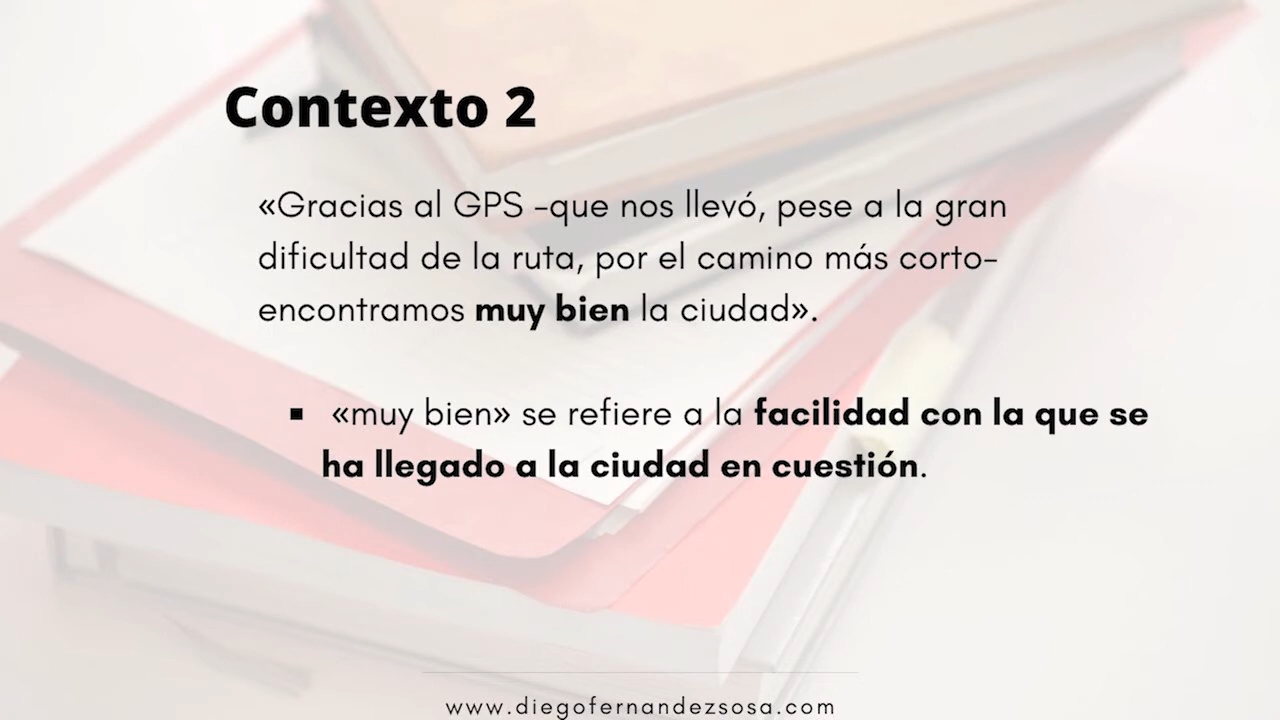 Contexto 2
«Gracias al GPS –que nos llevó, pese a la gran
dificultad de la ruta, por el camino más corto–
encontramos muy bien la ciudad».
▪ «muy bien» se refiere a la facilidad con la que se
ha llegado a la ciudad en cuestión.
www.diegofernandezsosa.com